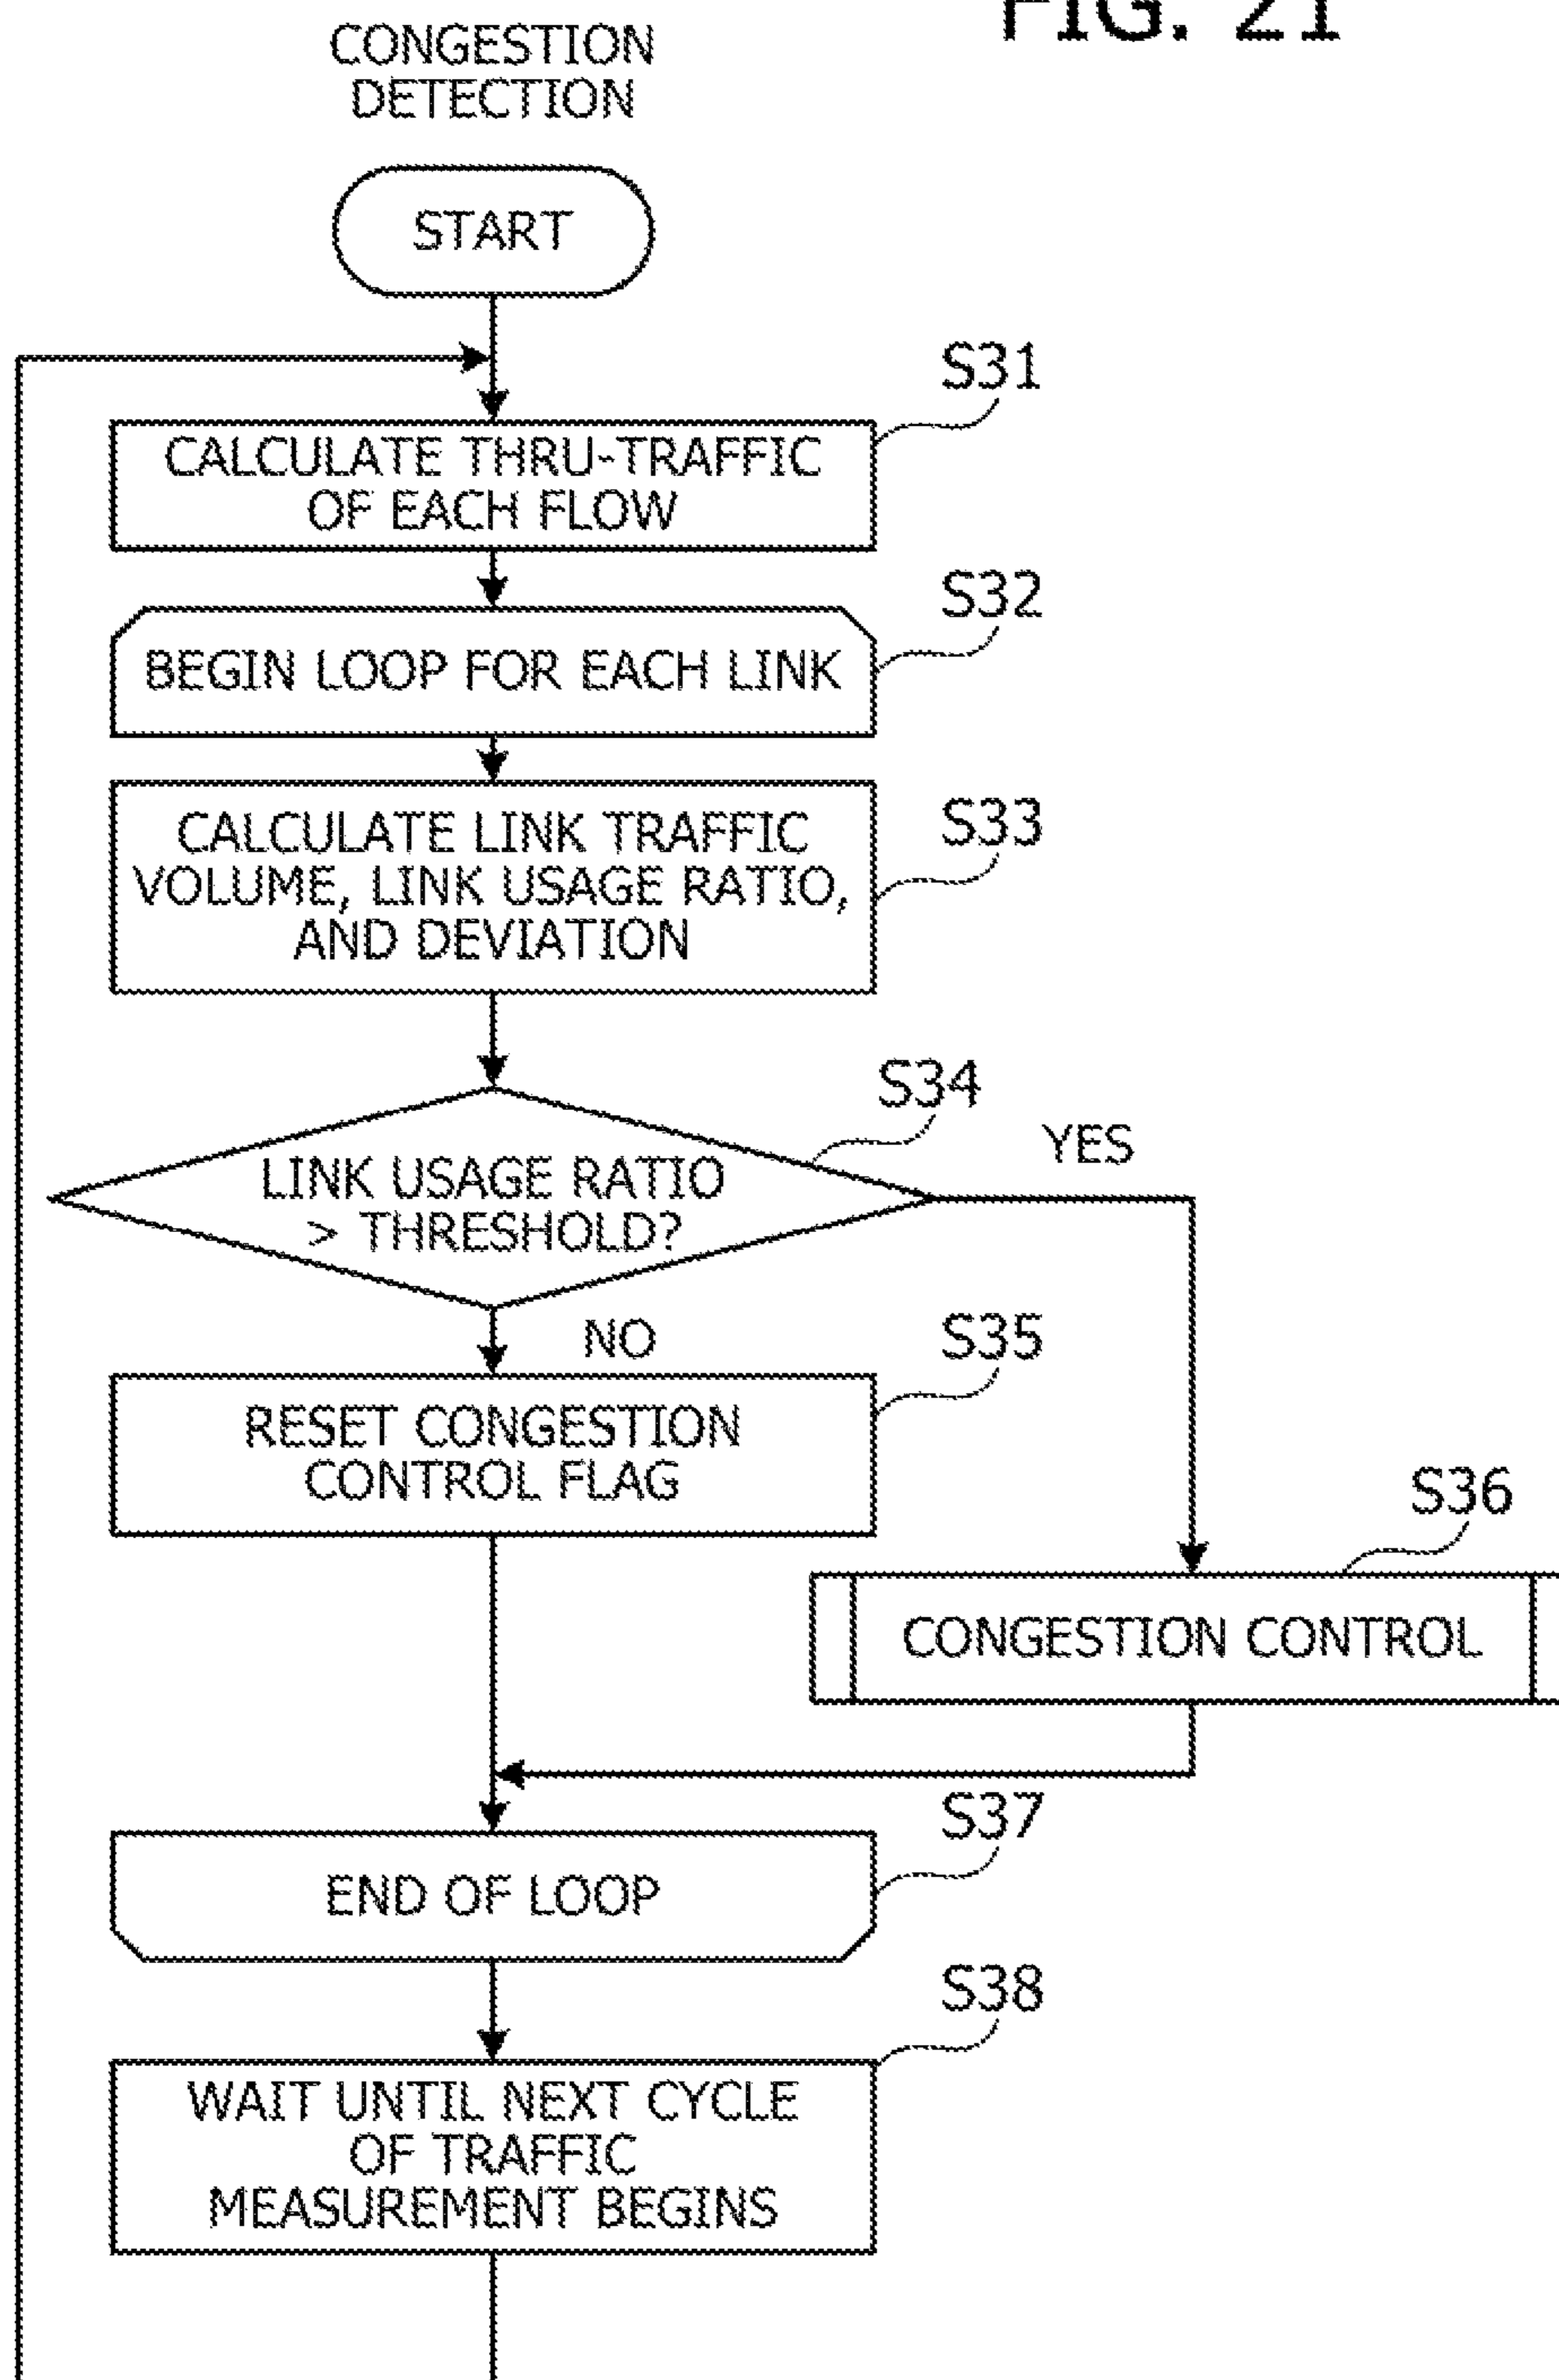 FIG. 21
CONGESTION
DETECTION
START
S31
CALCULATE THRU-TRAFFIC
OF EACH FLOW
S32
BEGIN LOOP FOR EACH LINK
S33
CALCULATE LINK TRAFFIC
VOLUME, LINK USAGE RATIO,
AND DEVIATION
S34
YES
LINK USAGE RATIO
> THRESHOLD?
NO
S35
RESET CONGESTION
CONTROL FLAG
S36
CONGESTION CONTROL
S37
END OF LOOP
S38
WAIT UNTIL NEXT CYCLE
OF TRAFFIC
MEASUREMENT BEGINS